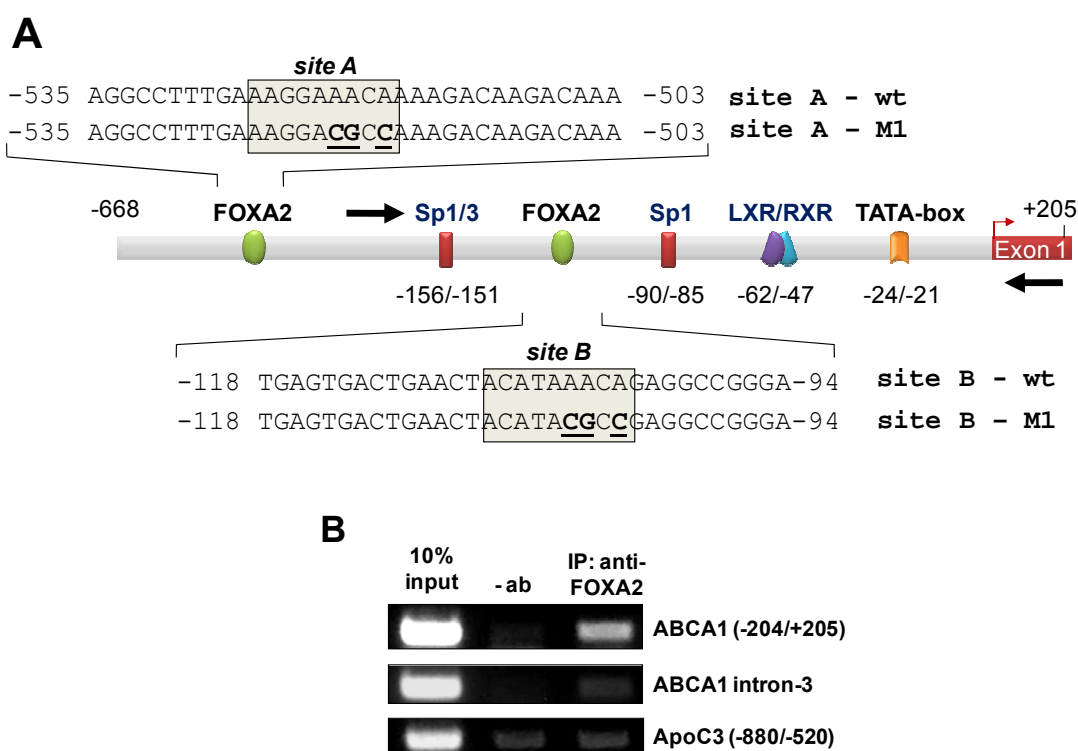 A
site A
-535 AGGCCTTTGAAAGGAAACAAAAGACAAGACAAA -503 site A - wt
-535 AGGCCTTTGAAAGGACGCCAAAGACAAGACAAA -503 site A - M1
-668 FOXA2 Sp1/3 FOXA2 Sp1 LXR/RXR TATA-box +205
Exon 1
-156/-151 -90/-85 -62/-47 -24/-21
site B
-118 TGAGTGACTGAACTACATAAACAGAGGCCGGGA-94 site B - wt
-118 TGAGTGACTGAACTACATACGCCGAGGCCGGGA-94 site B - M1
B
10% input
- ab
IP: anti-FOXA2
ABCA1 (-204/+205)
ABCA1 intron-3
ApoC3 (-880/-520)